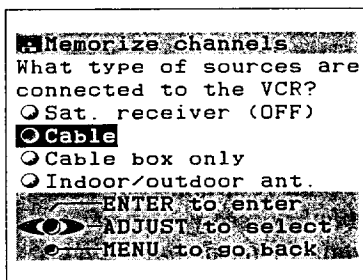 Memorize channels
What type of sources are
connected to the VCR?
Sat. receiver (OFF)
Cable
Cable box only
Indoor/outdoor ant.
ENTER to enter
ADJUST to select
MENU to go back